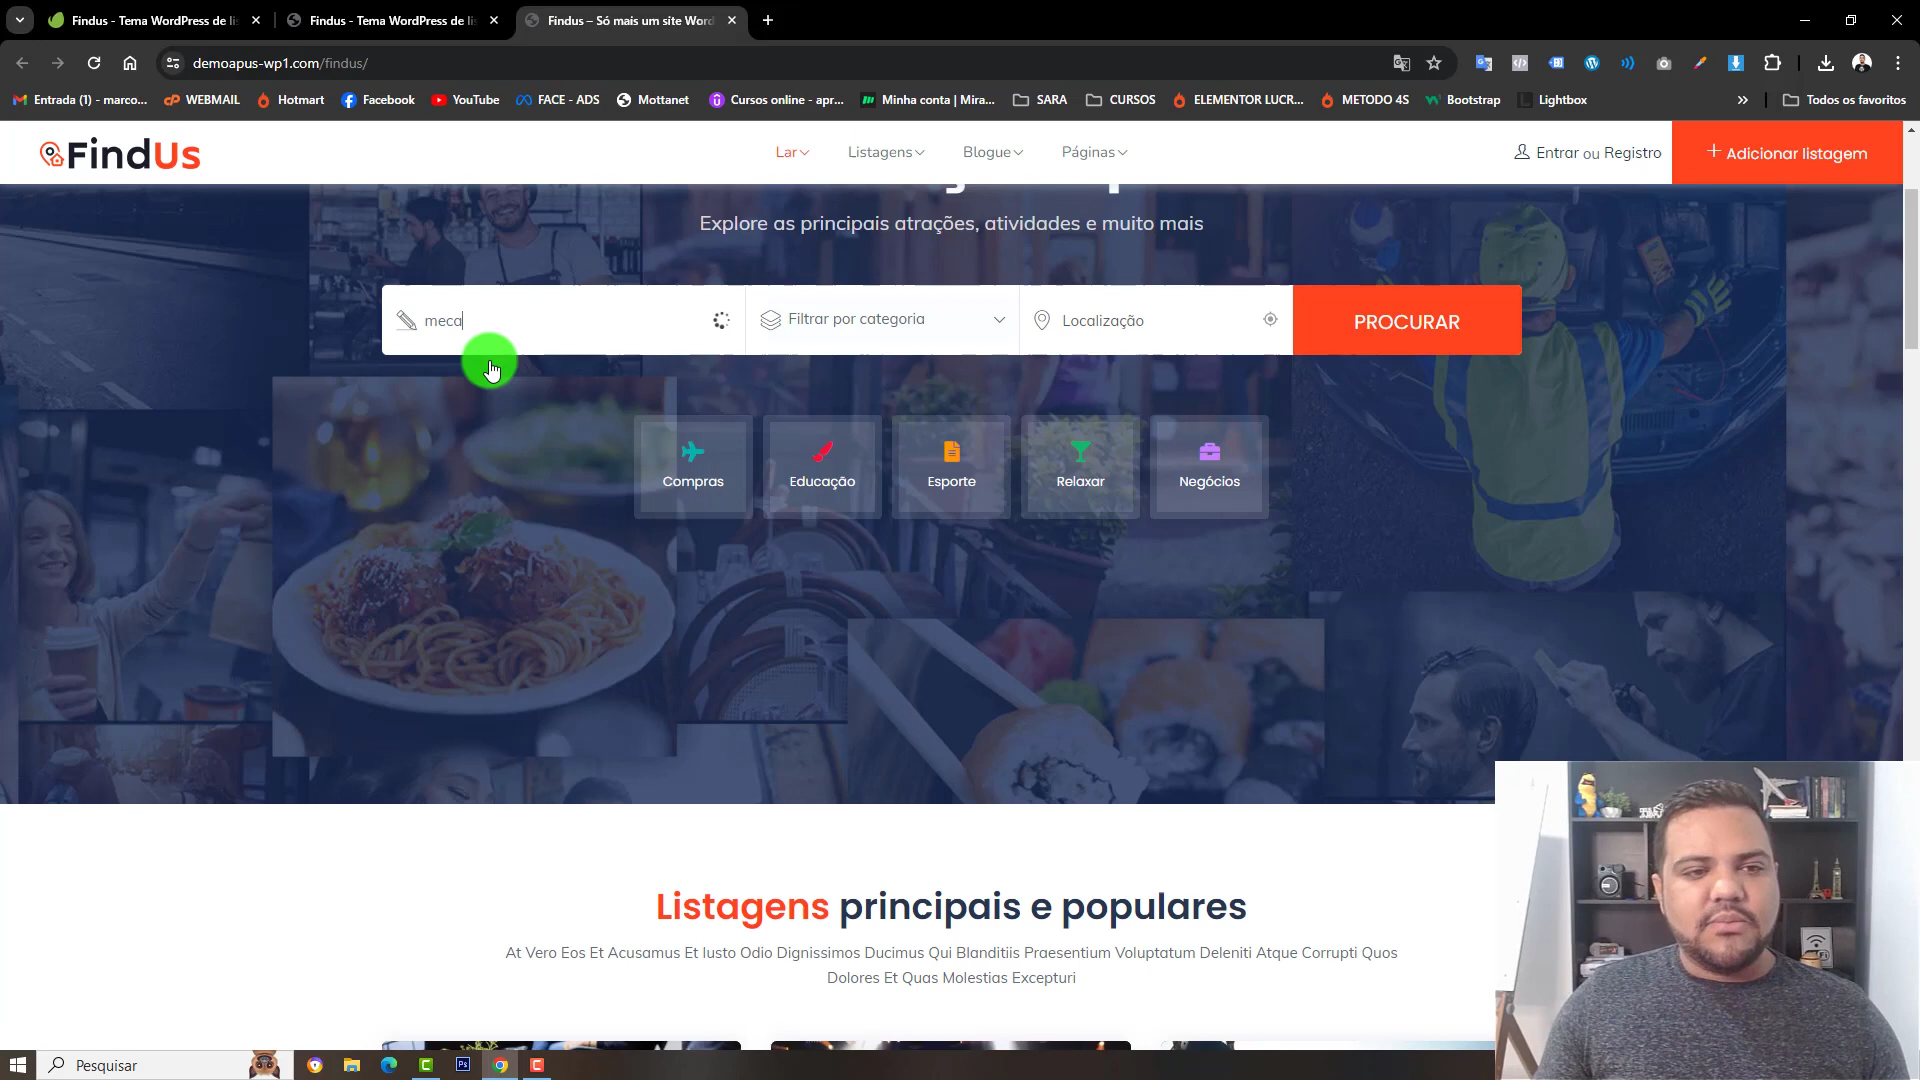 Findus - Tema WordPress de li
Findus - Tema WordPress de li
Findus – Só mais um site Word
demoapus-wp1.com/findus/
Entrada (1) - marco...
WEBMAIL
Hotmart
Facebook
YouTube
FACE - ADS
Mottanet
Cursos online - apr...
Minha conta | Mira...
SARA
CURSOS
ELEMENTOR LUCR...
METODO 4S
Bootstrap
Lightbox
Todos os favoritos
FindUs
Lar
Listagens
Blogue
Páginas
Entrar ou Registro
Adicionar listagem
Explore as principais atrações, atividades e muito mais
meca
Filtrar por categoria
Localização
PROCURAR
Compras
Educação
Esporte
Relaxar
Negócios
Listagens principais e populares
At Vero Eos Et Acusamus Et Iusto Odio Dignissimos Ducimus Qui Blanditiis Praesentium Voluptatum Deleniti Atque Corrupti Quos
Dolores Et Quas Molestias Excepturi
Pesquisar